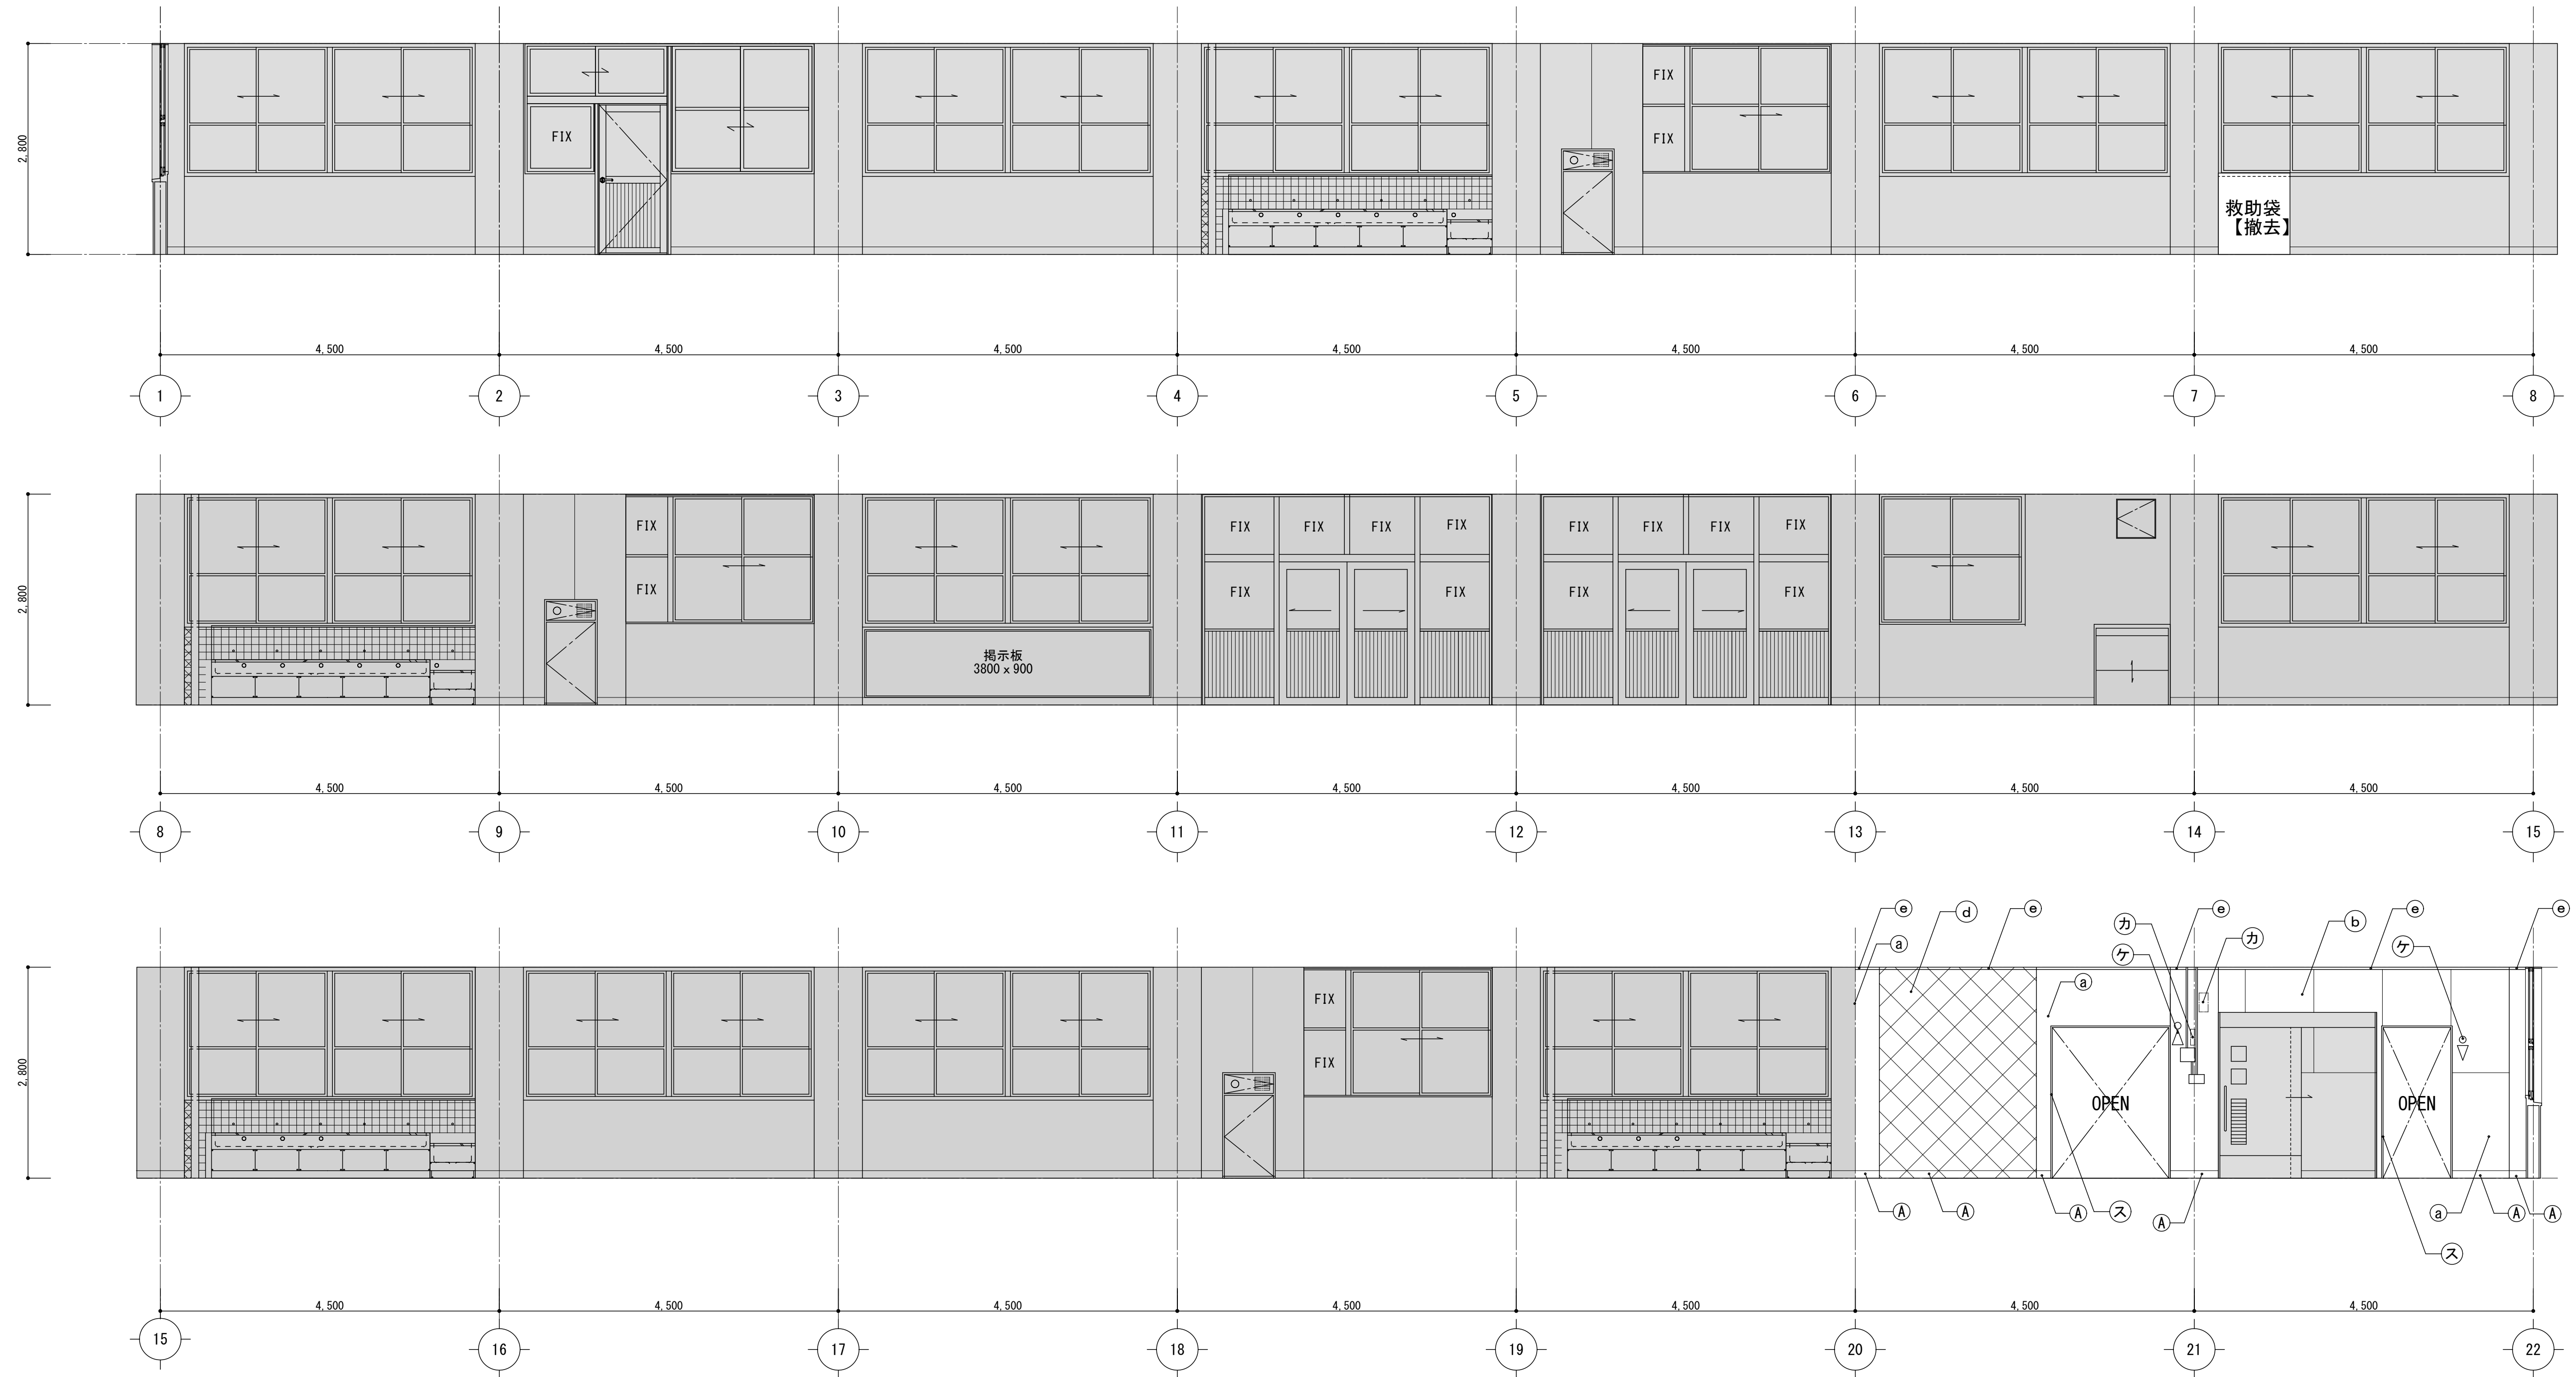 2,800
FIX
FIX
FIX
救助袋
【撤去】
4,500 4,500 4,500 4,500 4,500 4,500 4,500
1 2 3 4 5 6 7 8
2,800
FIX FIX FIX FIX FIX FIX FIX FIX FIX
FIX FIX FIX FIX FIX
掲示板
3800ｘ900
4,500 4,500 4,500 4,500 4,500 4,500 4,500
8 9 10 11 12 13 14 15
ⓔ ⓓ ⓔ ㋕ ⓔ ⓑ ⓔ ⓔ
ⓐ ㋘ ㋕ ㋘
ⓐ
2,800
FIX
FIX
OPEN OPEN
Ⓐ Ⓐ Ⓐ ㋜ Ⓐ ⓐ Ⓐ Ⓐ
㋜
4,500 4,500 4,500 4,500 4,500 4,500 4,500
15 16 17 18 19 20 21 22